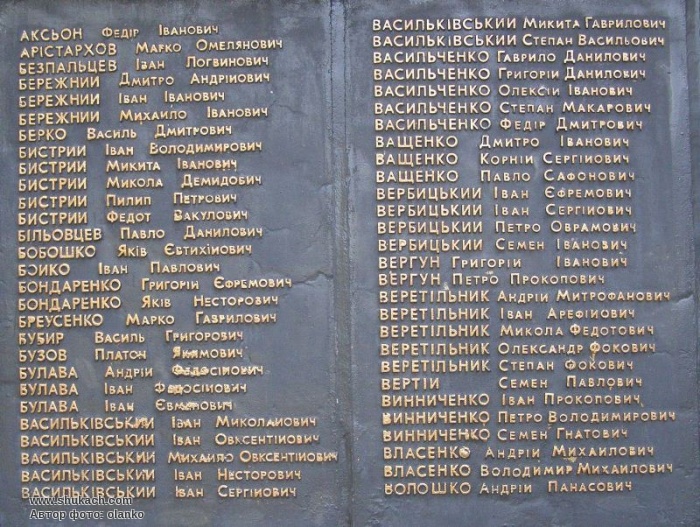 АКСЬОН Федір Іванович
АРІСТАРХОВ Марко Омелянович
БЕЗПАЛЬЦЕВ Іван Логвинович
БЕРЕЖНИЙ Дмитро Андрійович
БЕРЕЖНИЙ Іван Іванович
БЕРЕЖНИЙ Михайло Іванович
БЕРКО Василь Дмитрович
БИСТРИЙ Іван Володимирович
БИСТРИЙ Микита Іванович
БИСТРИЙ Микола Демидович
БИСТРИЙ Пилип Петрович
БИСТРИЙ Федот Вакулович
БІЛЬОВЦЕВ Павло Данилович
БОБОШКО Яків Євтихійович
БОЙКО Іван Павлович
БОНДАРЕНКО Григорій Єфремович
БОНДАРЕНКО Яків Несторович
БРЕУСЕНКО Марко Гаврилович
БУБИР Василь Григорович
БУЗОВ Платон Якимович
БУЛАВА Андрій Федосійович
БУЛАВА Іван Федосійович
БУЛАВА Іван
ВАСИЛЬКІВСЬКИЙ Іван Миколайович
ВАСИЛЬКІВСЬКИЙ Іван Овксентійович
ВАСИЛЬКІВСЬКИЙ Михайло Овксентійович
ВАСИЛЬКІВСЬКИЙ Іван Несторович
ВАСИЛЬКІВСЬКИЙ Іван Сергійович
ВАСИЛЬКІВСЬКИЙ Микита Гаврилович
ВАСИЛЬКІВСЬКИЙ Степан Васильович
ВАСИЛЬЧЕНКО Гаврило Данилович
ВАСИЛЬЧЕНКО Григорій Данилович
ВАСИЛЬЧЕНКО Олексій Іванович
ВАСИЛЬЧЕНКО Степан Макарович
ВАСИЛЬЧЕНКО Федір Дмитрович
ВАЩЕНКО Дмитро Іванович
ВАЩЕНКО Корній Сергійович
ВАЩЕНКО Павло Сафонович
ВЕРБИЦЬКИЙ Іван Єфремович
ВЕРБИЦЬКИЙ Іван Сергійович
ВЕРБИЦЬКИЙ Петро Оврамович
ВЕРБИЦЬКИЙ Семен Іванович
ВЕРГУН Григорій Іванович
ВЕРГУН Петро Прокопович
ВЕРЕТІЛЬНИК Андрій Митрофанович
ВЕРЕТІЛЬНИК Іван Арефійович
ВЕРЕТІЛЬНИК Микола Федотович
ВЕРЕТІЛЬНИК Олександр Фокович
ВЕРЕТІЛЬНИК Степан Фокович
ВЕРТІЙ Семен Павлович
ВИННИЧЕНКО Іван Прокопович
ВИННИЧЕНКО Петро Володимирович
ВИННИЧЕНКО Семен Гнатович
ВЛАСЕНКО Андрій Михайлович
ВЛАСЕНКО Володимир Михайлович
ВОЛОШКО Андрій Панасович
www.shukach.com
Автор фото: olanko